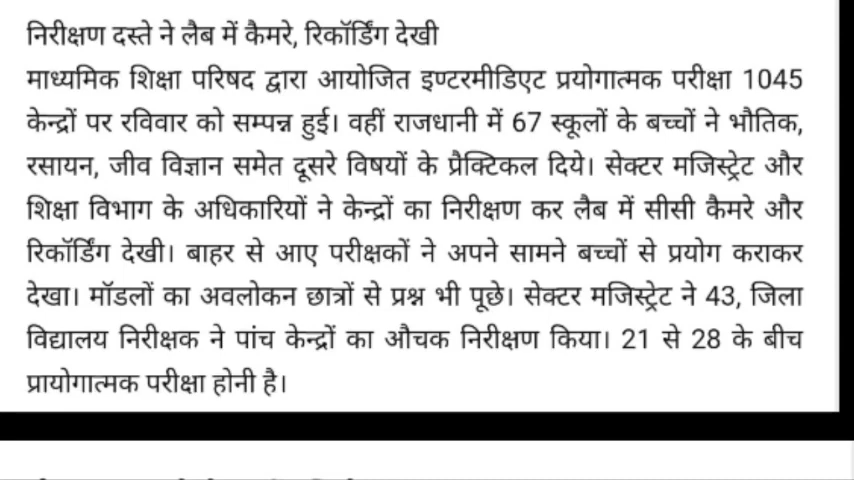 निरीक्षण दस्ते ने लैब में कैमरे, रिकॉर्डिंग देखी
माध्यमिक शिक्षा परिषद द्वारा आयोजित इण्टरमीडिएट प्रयोगात्मक परीक्षा 1045
केन्द्रों पर रविवार को सम्पन्न हुई। वहीं राजधानी में 67 स्कूलों के बच्चों ने भौतिक,
रसायन, जीव विज्ञान समेत दूसरे विषयों के प्रैक्टिकल दिये। सेक्टर मजिस्ट्रेट और
शिक्षा विभाग के अधिकारियों ने केन्द्रों का निरीक्षण कर लैब में सीसी कैमरे और
रिकॉर्डिंग देखी। बाहर से आए परीक्षकों ने अपने सामने बच्चों से प्रयोग कराकर
देखा। मॉडलों का अवलोकन छात्रों से प्रश्न भी पूछे। सेक्टर मजिस्ट्रेट ने 43, जिला
विद्यालय निरीक्षक ने पांच केन्द्रों का औचक निरीक्षण किया। 21 से 28 के बीच
प्रायोगात्मक परीक्षा होनी है।